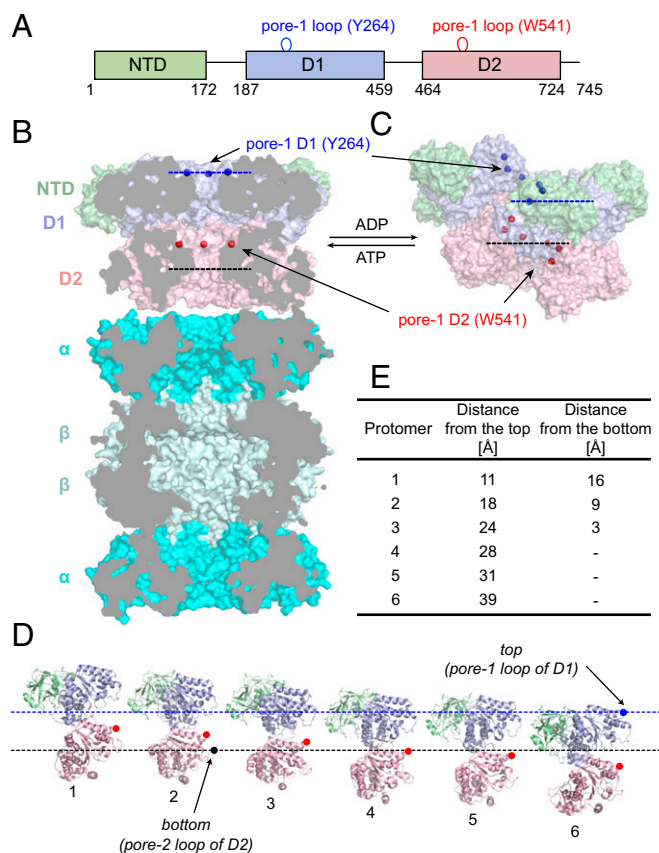 A
pore-1 loop (Y264)
pore-1 loop (W541)
NTD
D1
D2
1
172
187
459
464
724
745
B
pore-1 D1 (Y264)
C
NTD
D1
D2
ADP
ATP
pore-1 D2 (W541)
α
β
β
α
E
Protomer
Distance
from the top
[Å]
Distance
from the bottom
[Å]
1 11 16
2 18 9
3 24 3
4 28 -
5 31 -
6 39 -
D
top
(pore-1 loop of D1)
1
2
3
4
5
6
bottom
(pore-2 loop of D2)